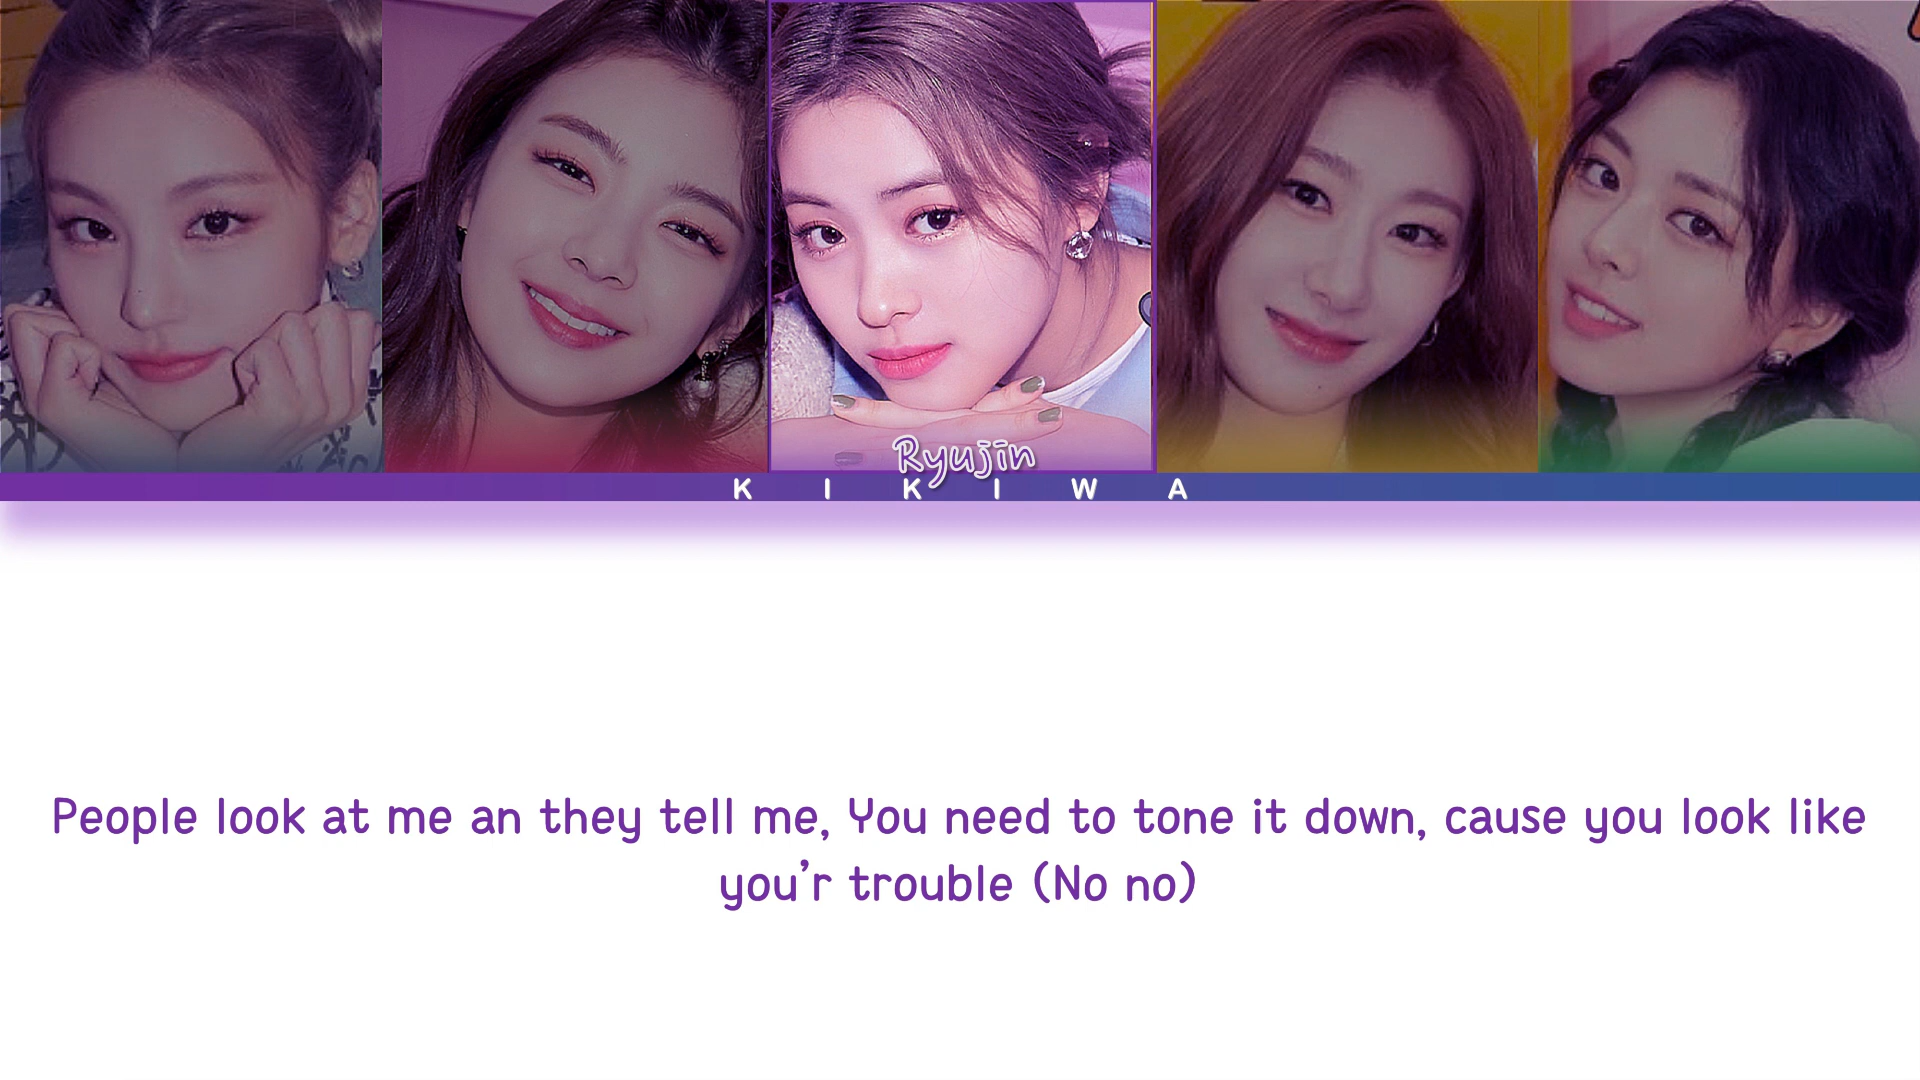 Ryujin
K I K I W A
People look at me an they tell me, You need to tone it down, cause you look like
you’r trouble (No no)